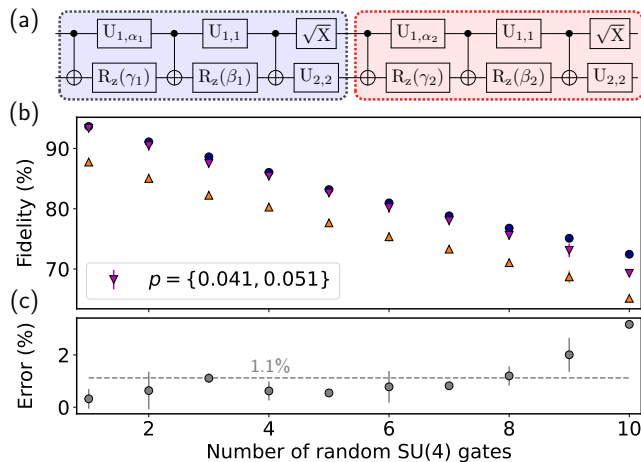 (a)
U1,α1 U1,1 √X U1,α2 U1,1 √X
Rz(γ1) Rz(β1) U2,2 Rz(γ2) Rz(β2) U2,2
(b)
90
80
70
Fidelity (%)
p = {0.041, 0.051}
(c)
2
0
Error (%)
1.1%
2 4 6 8 10
Number of random SU(4) gates